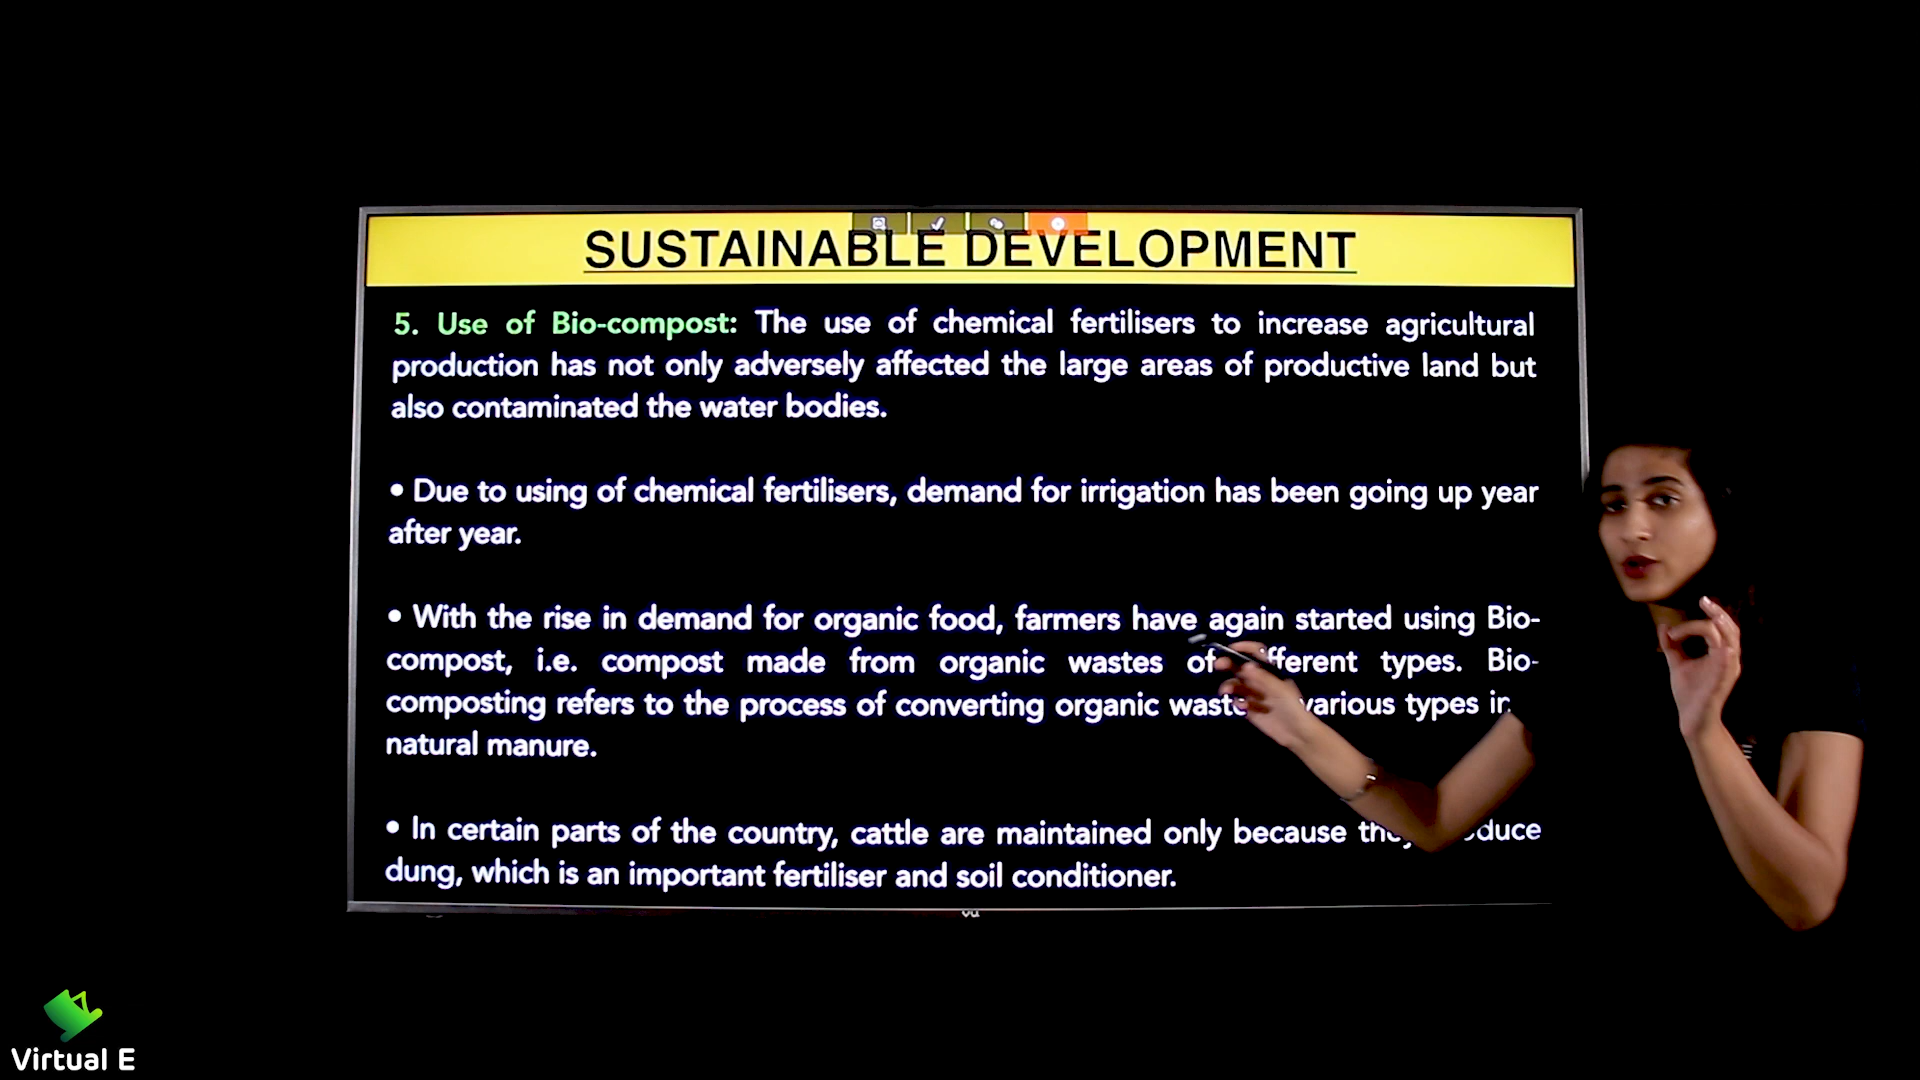 SUSTAINABLE DEVELOPMENT
5. Use of Bio-compost: The use of chemical fertilisers to increase agricultural
production has not only adversely affected the large areas of productive land but
also contaminated the water bodies.
• Due to using of chemical fertilisers, demand for irrigation has been going up year
after year.
• With the rise in demand for organic food, farmers have again started using Bio-
compost, i.e. compost made from organic wastes of different types. Bio-
composting refers to the process of converting organic various types
natural manure.
• In certain parts of the country, cattle are maintained only because
dung, which is an important fertiliser and soil conditioner.
Virtual E